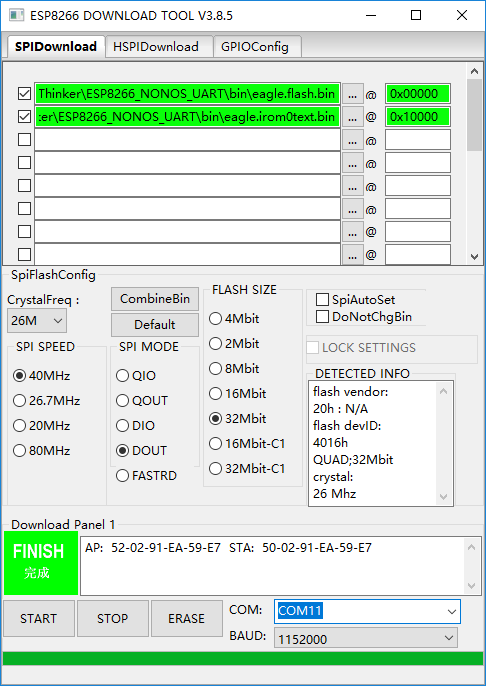 ESP8266 DOWNLOAD TOOL V3.8.5
SPIDownload HSPIDownload GPIOConfig
Thinker\ESP8266_NONOS_UART\bin\eagle.flash.bin ... @ 0x00000
:er\ESP8266_NONOS_UART\bin\eagle.irom0text.bin ... @ 0x10000
... @
... @
... @
... @
... @
... @
SpiFlashConfig
CrystalFreq :
26M
CombineBin
Default
SPI SPEED
40MHz
26.7MHz
20MHz
80MHz
SPI MODE
QIO
QOUT
DIO
DOUT
FASTRD
FLASH SIZE
4Mbit
2Mbit
8Mbit
16Mbit
32Mbit
16Mbit-C1
32Mbit-C1
SpiAutoSet
DoNotChgBin
LOCK SETTINGS
DETECTED INFO
flash vendor:
20h : N/A
flash devID:
4016h
QUAD;32Mbit
crystal:
26 Mhz
Download Panel 1
FINISH
完成
AP: 52-02-91-EA-59-E7 STA: 50-02-91-EA-59-E7
START STOP ERASE
COM: COM11
BAUD: 1152000